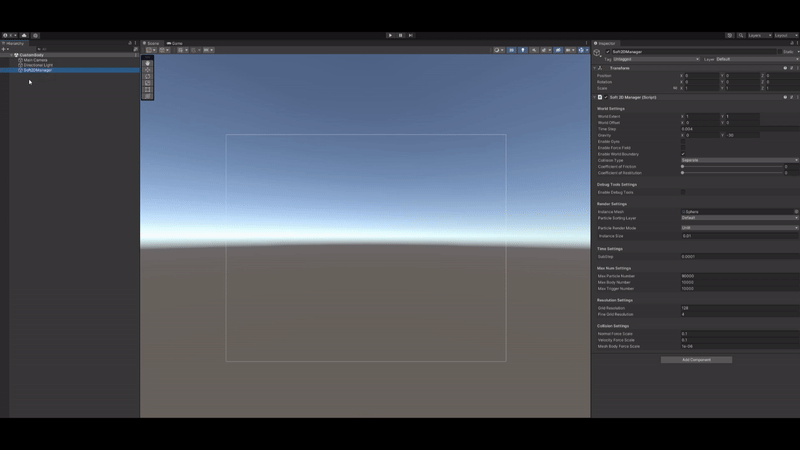 Hierarchy
CustomBody
Main Camera
Directional Light
Soft2DManager
Scene
Game
Layers
Layout
Inspector
Soft2DManager
Static
Tag Untagged Layer Default
Transform
Position X 0 Y 0 Z 0
Rotation X 0 Y 0 Z 0
Scale X 1 Y 1 Z 1
Soft 2D Manager (Script)
World Settings
World Extent X 1 Y 1
World Offset X 0 Y 0
Time Step 0.004
Gravity X 0 Y
Enable Gyro
Enable Force Field
Enable World Boundary
Collision Type Separate
Coefficient of Friction 0
Coefficient of Restitution 0
Debug Tools Settings
Enable Debug Tools
Render Settings
Instance Mesh Sphere
Particle Sorting Layer Default
Particle Render Mode Unlit
Instance Size 0.01
Time Settings
SubStep 0.0001
Max Num Settings
Max Particle Number 90000
Max Body Number 10000
Max Trigger Number 10000
Resolution Settings
Grid Resolution 128
Fine Grid Resolution 4
Collision Settings
Normal Force Scale 0.1
Velocity Force Scale 0.1
Mesh Body Force Scale 1e-06
Add Component